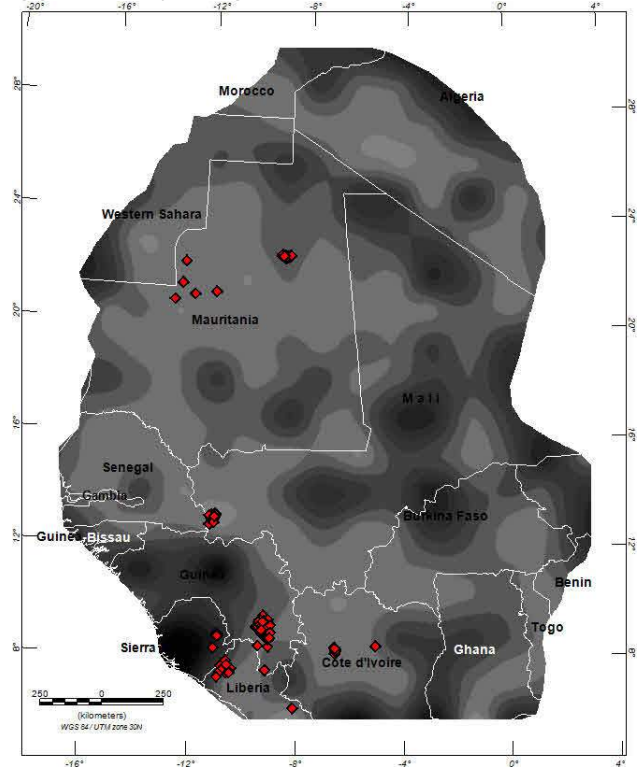 -20° -16° -12° -8° -4° 0° 4°
28° 28°
Morocco
Algeria
24° 24°
Western Sahara
20° 20°
Mauritania
16° 16°
Mali
Senegal
Gambia
Burkina Faso
12° 12°
Guinea-Bissau
Guinea
Benin
Togo
8° 8°
Sierra
Côte d'Ivoire
Ghana
Liberia
250 0 250
(kilometers)
WGS 84 / UTM zone 30N
-16° -12° -8° -4° 0° 4°